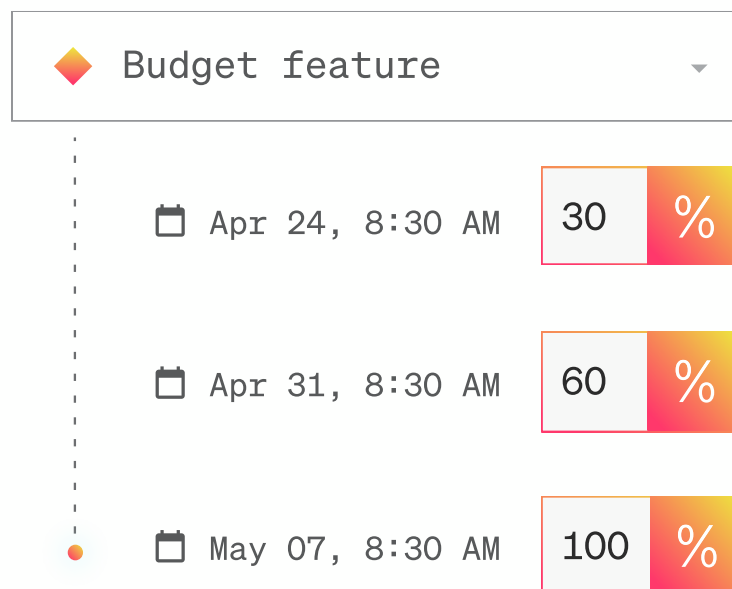 Budget feature
Apr 24, 8:30 AM 30 %
Apr 31, 8:30 AM 60 %
May 07, 8:30 AM 100 %